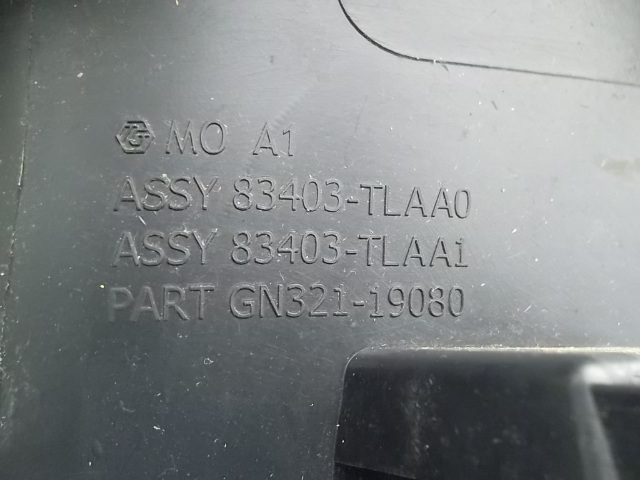 MO A1
ASSY 83403-TLAA0
ASSY 83403-TLAA1
PART GN321-19080